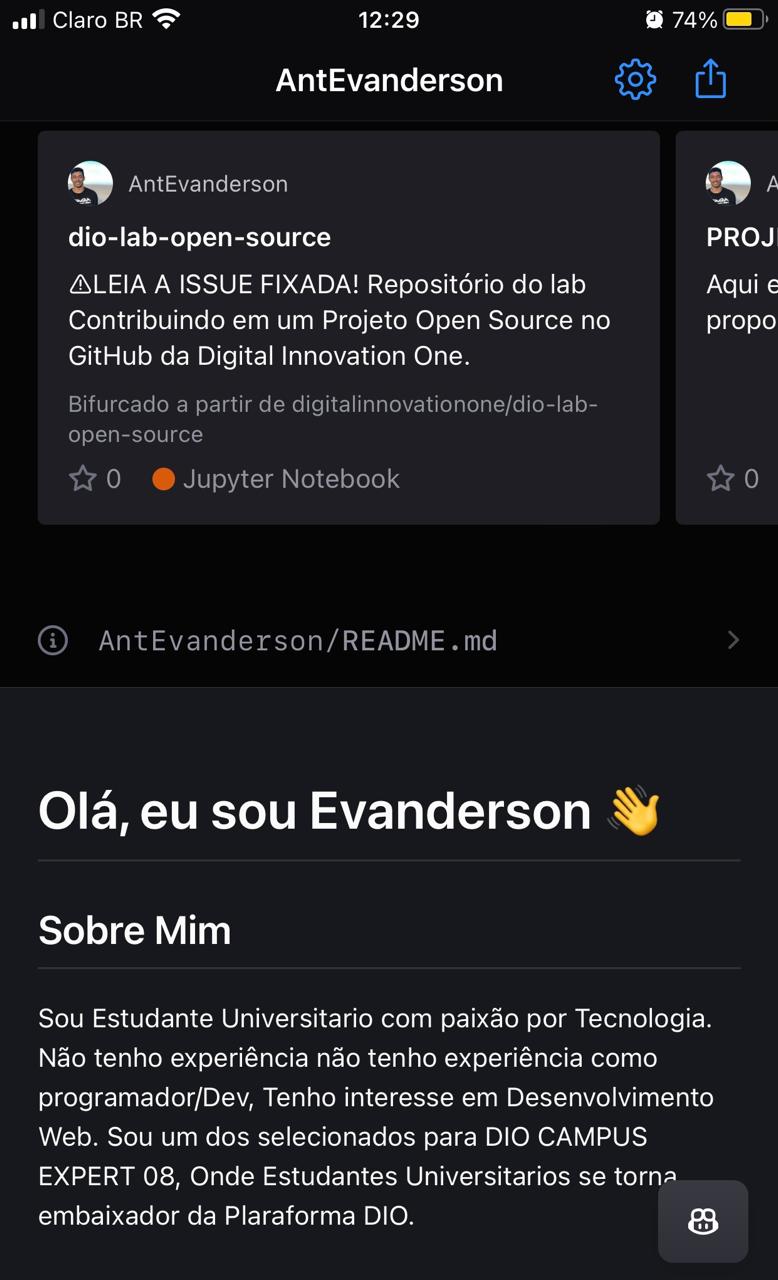 Claro BR
12:29
74%
AntEvanderson
AntEvanderson
dio-lab-open-source
⚠LEIA A ISSUE FIXADA! Repositório do lab
Contribuindo em um Projeto Open Source no
GitHub da Digital Innovation One.
Bifurcado a partir de digitalinnovationone/dio-lab-
open-source
0
Jupyter Notebook
A
PROJ
Aqui e
propo
0
AntEvanderson/README.md
Olá, eu sou Evanderson 👋
Sobre Mim
Sou Estudante Universitario com paixão por Tecnologia.
Não tenho experiência não tenho experiência como
programador/Dev, Tenho interesse em Desenvolvimento
Web. Sou um dos selecionados para DIO CAMPUS
EXPERT 08, Onde Estudantes Universitarios se torna
embaixador da Plaraforma DIO.